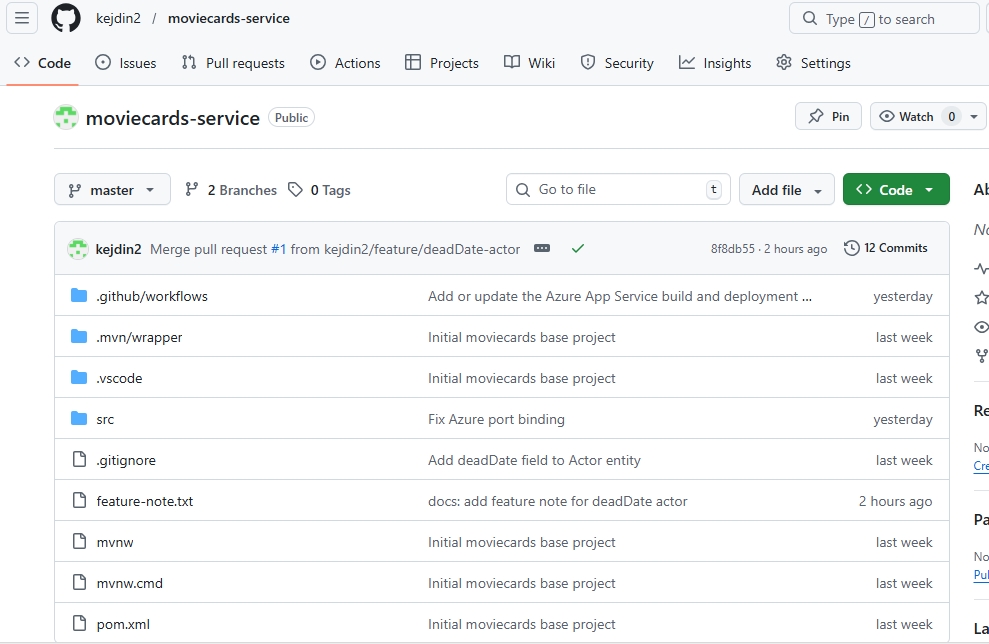 kejdin2 / moviecards-service
Type / to search
Code Issues Pull requests Actions Projects Wiki Security Insights Settings
moviecards-service Public
Pin Watch 0
master 2 Branches 0 Tags Go to file t Add file Code
kejdin2 Merge pull request #1 from kejdin2/feature/deadDate-actor 8f8db55 · 2 hours ago 12 Commits
.github/workflows Add or update the Azure App Service build and deployment ... yesterday
.mvn/wrapper Initial moviecards base project last week
.vscode Initial moviecards base project last week
src Fix Azure port binding yesterday
.gitignore Add deadDate field to Actor entity last week
feature-note.txt docs: add feature note for deadDate actor 2 hours ago
mvnw Initial moviecards base project last week
mvnw.cmd Initial moviecards base project last week
pom.xml Initial moviecards base project last week
Ab
No
Re
No
Cre
Pa
No
Pul
La